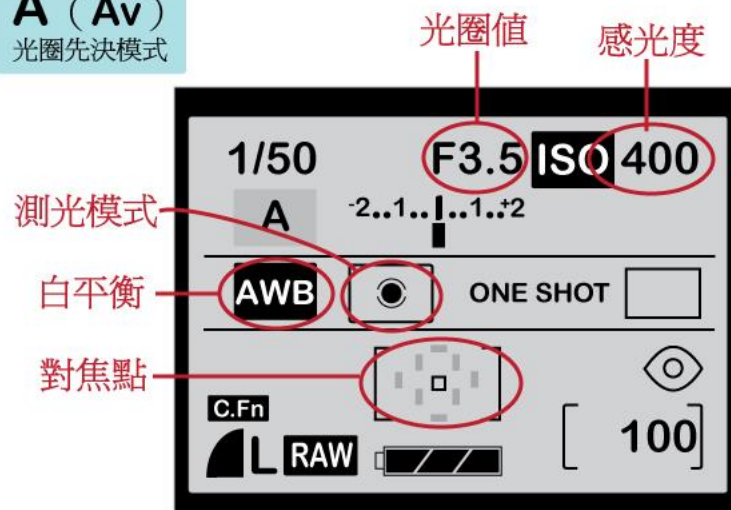 A（Av）
光圈先決模式
光圈值
感光度
1/50 F3.5 ISO 400
測光模式
A -2..1..|..1..+2
白平衡
AWB ONE SHOT
對焦點
C.Fn
L RAW [ 100]